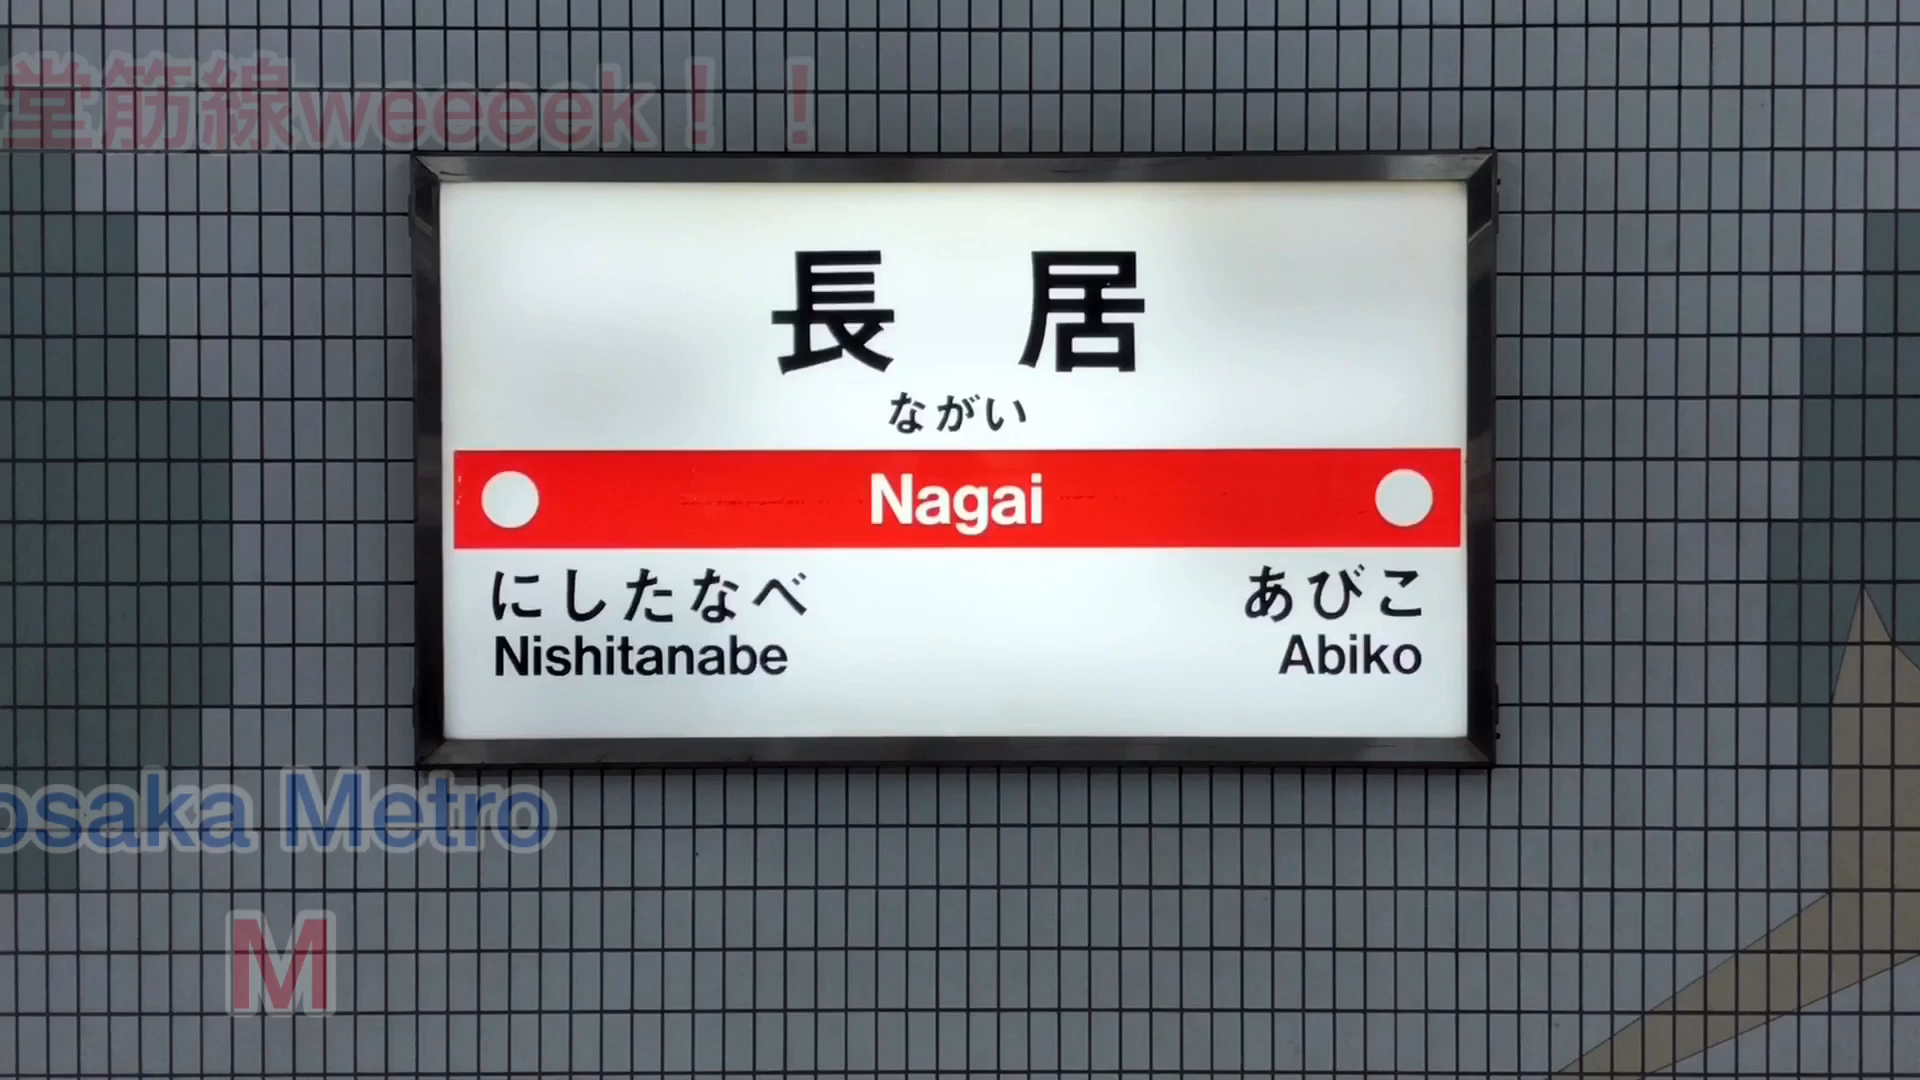 堂筋線weeeek！！
長居
ながい
Nagai
にしたなべ あびこ
Nishitanabe Abiko
osaka Metro
M